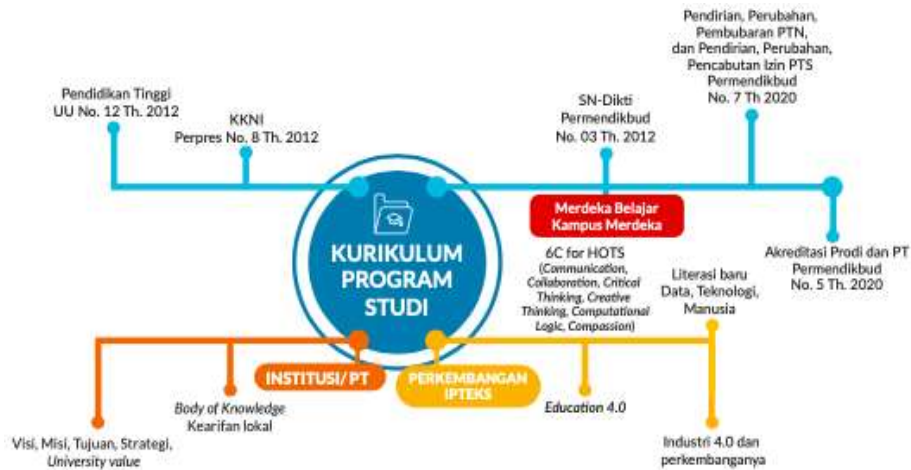 Pendirian, Perubahan,
Pembubaran PTN,
dan Pendirian, Perubahan,
Pencabutan Izin PTS
Permendikbud
No. 7 Th 2020
Pendidikan Tinggi
UU No. 12 Th. 2012
KKNI
Perpres No. 8 Th. 2012
SN-Dikti
Permendikbud
No. 03 Th. 2012
Merdeka Belajar
Kampus Merdeka
KURIKULUM
PROGRAM
STUDI
6C for HOTS
(Communication,
Collaboration, Critical
Thinking, Creative
Thinking, Computational
Logic, Compassion)
Literasi baru
Data, Teknologi,
Manusia
Akreditasi Prodi dan PT
Permendikbud
No. 5 Th. 2020
INSTITUSI/PT
PERKEMBANGAN
IPTEKS
Body of Knowledge
Kearifan lokal
Education 4.0
Visi, Misi, Tujuan, Strategi,
University value
Industri 4.0 dan
perkembanganya